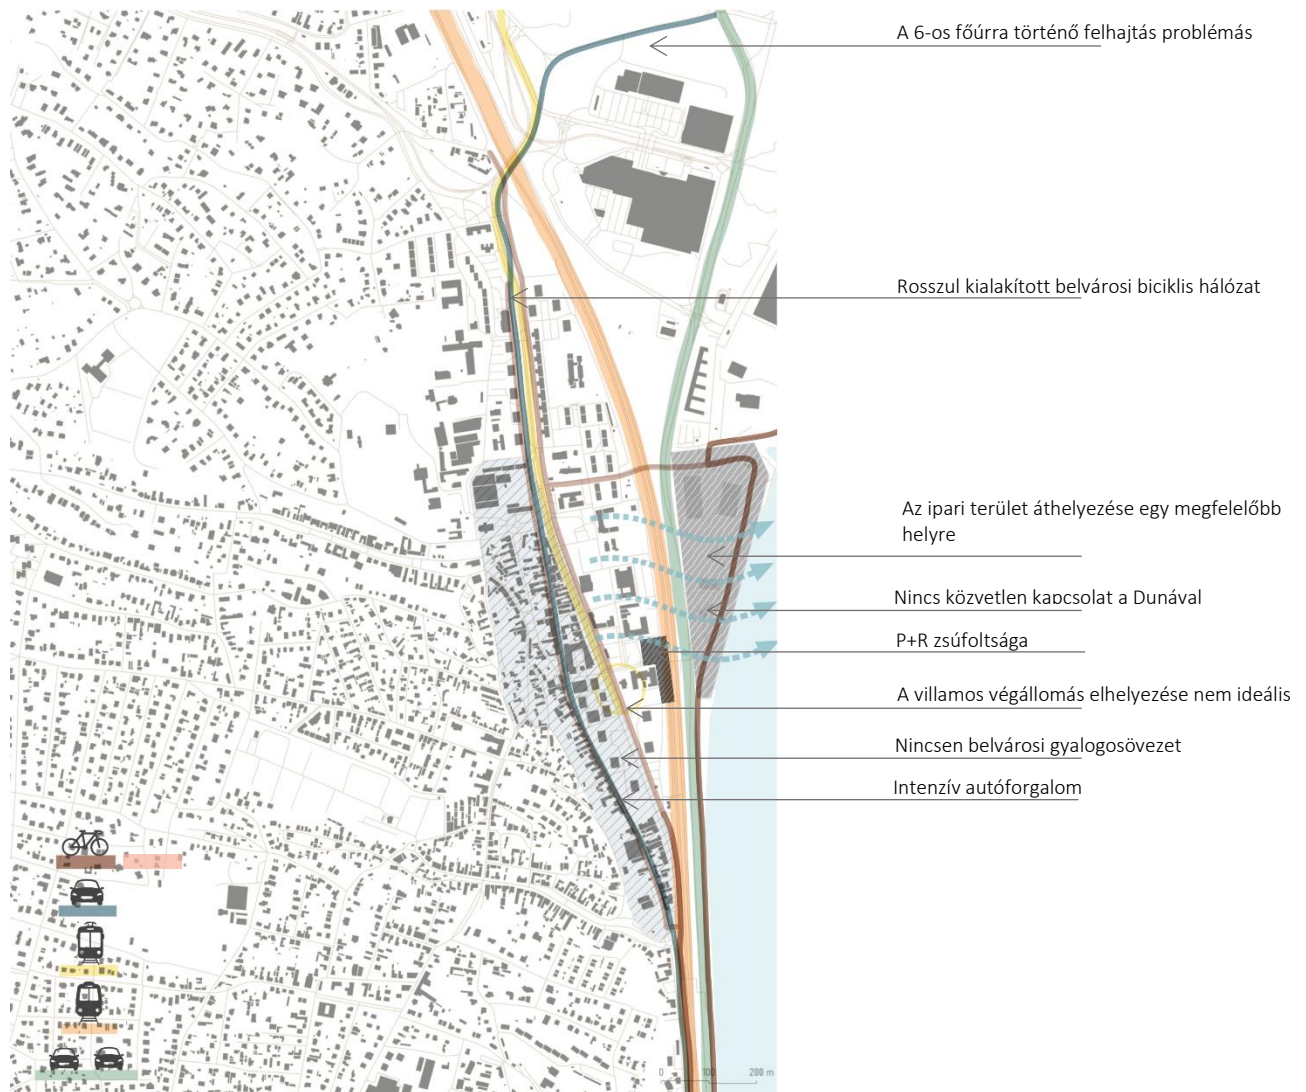 A 6-os főúrra történő felhajtás problémás
Rosszul kialakított belvárosi biciklis hálózat
Az ipari terület áthelyezése egy megfelelőbb
helyre
Nincs közvetlen kapcsolat a Dunával
P+R zsúfoltsága
A villamos végállomás elhelyezése nem ideális
Nincsen belvárosi gyalogosövezet
Intenzív autóforgalom
0 100 200 m